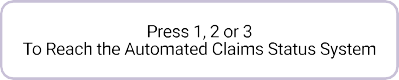 Press 1, 2 or 3
To Reach the Automated Claims Status System